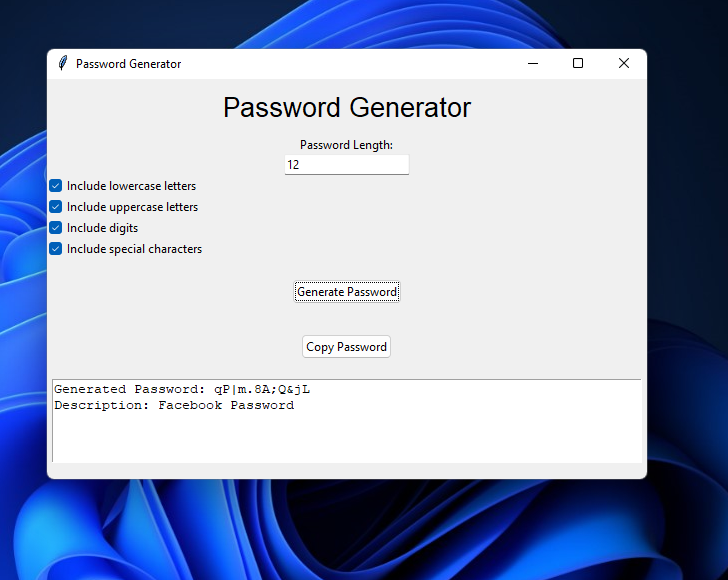 Password Generator
Password Generator
Password Length:
12
Include lowercase letters
Include uppercase letters
Include digits
Include special characters
Generate Password
Copy Password
Generated Password: qP|m.8A;Q&jL
Description: Facebook Password